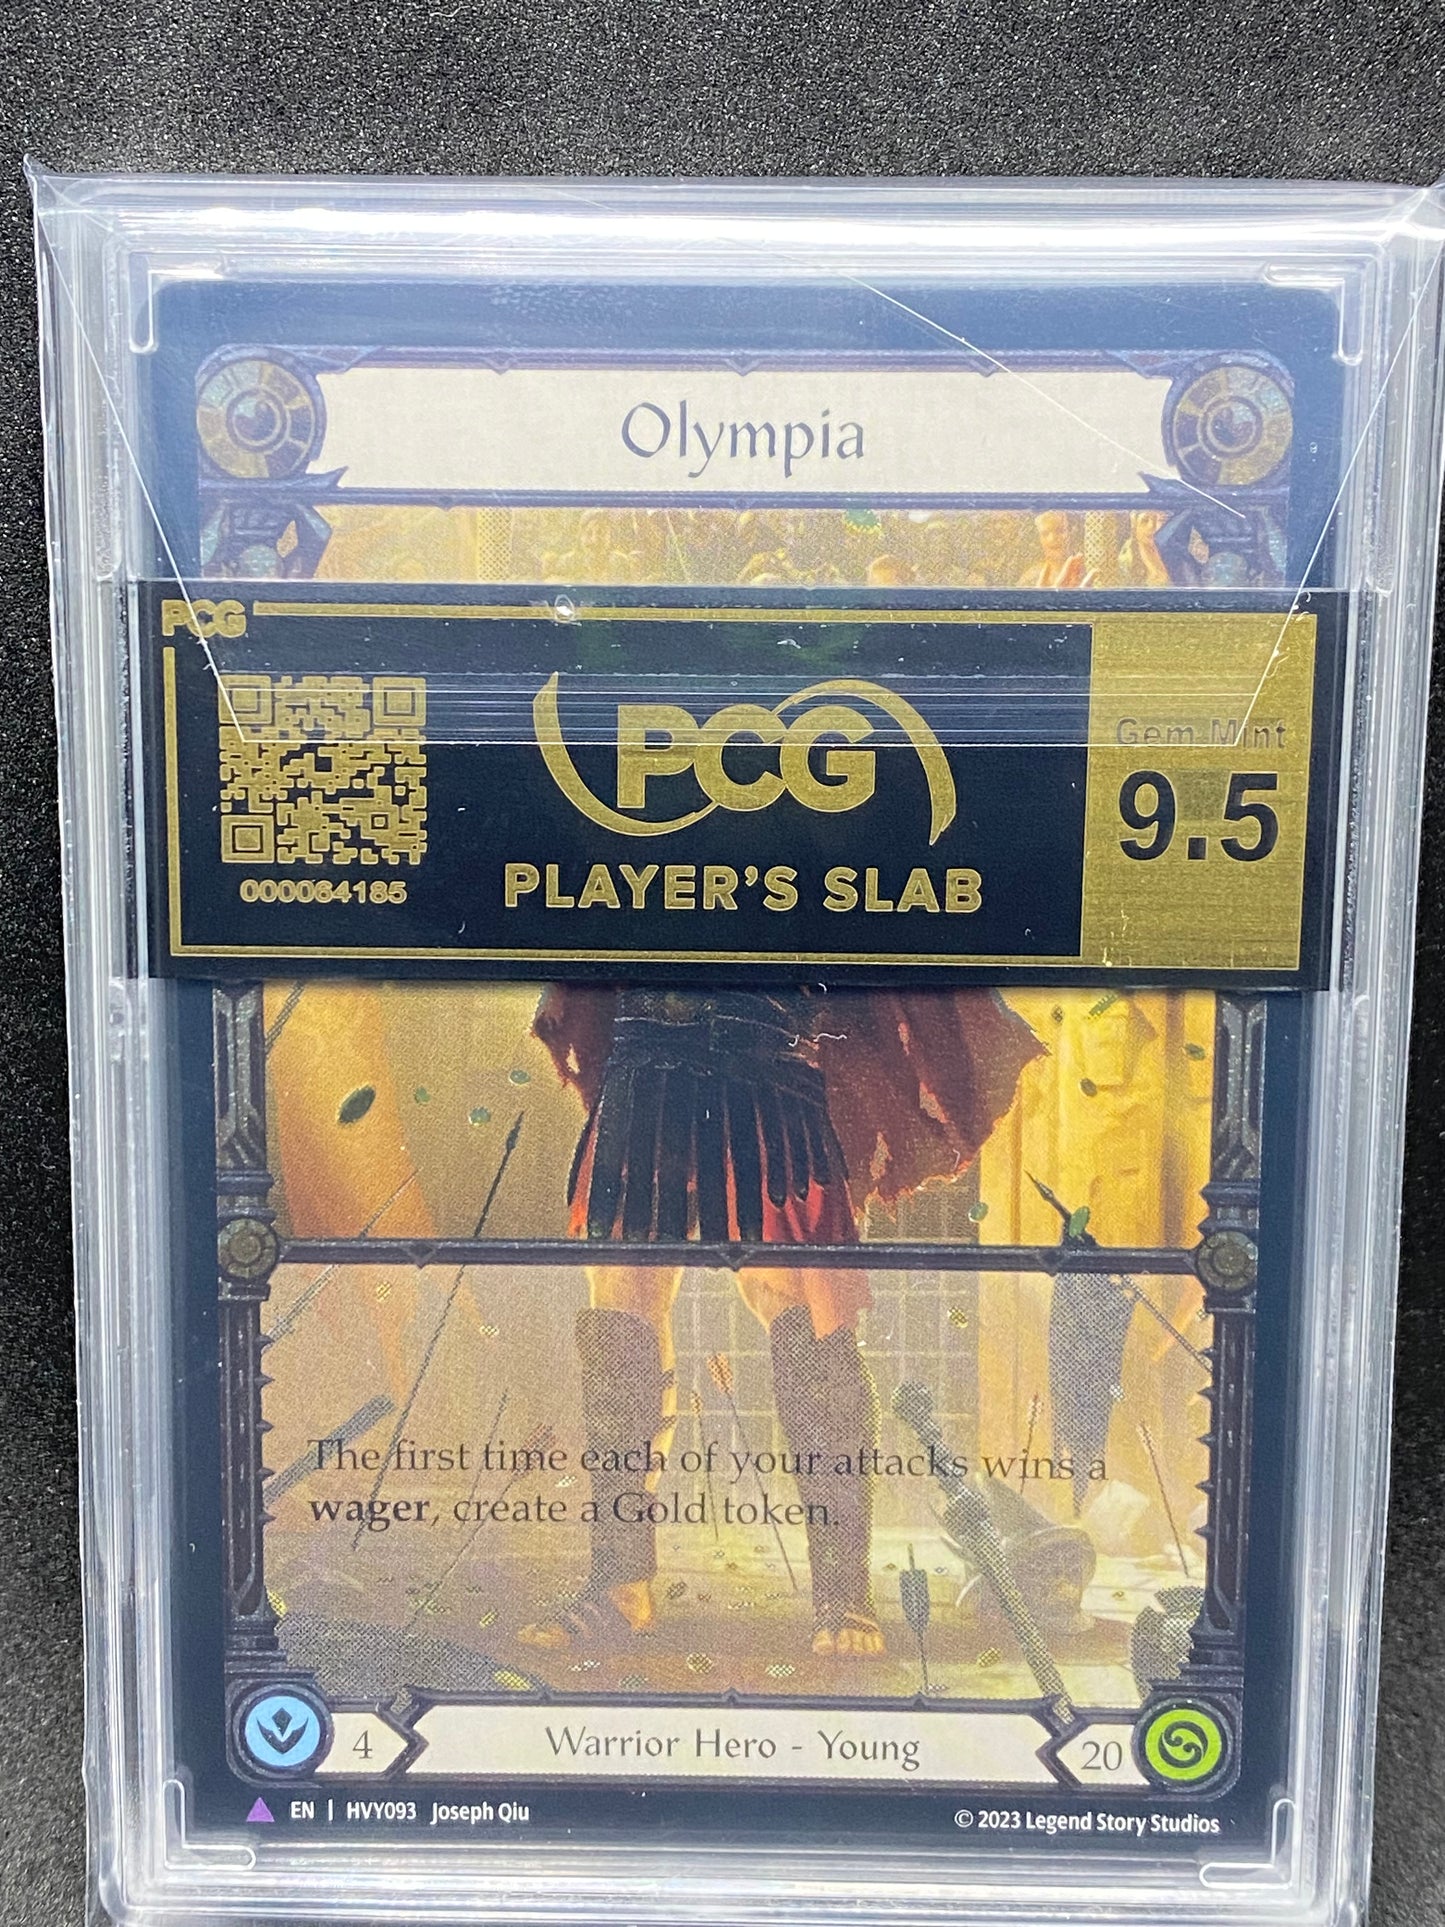 Olympia
PCG
PCG
Gem Mint
9.5
000064185
PLAYER'S SLAB
The first time each of your attacks wins a
wager, create a Gold token.
4
Warrior Hero - Young
20
EN | HVY093 Joseph Qiu
© 2023 Legend Story Studios